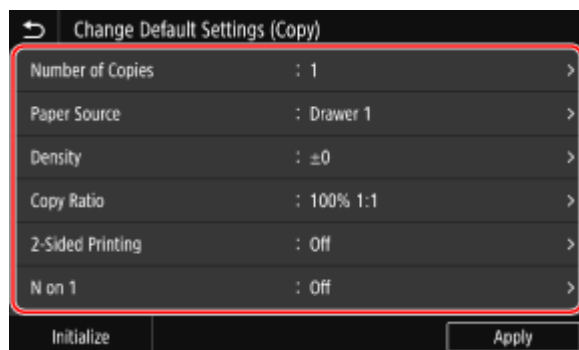 Change Default Settings (Copy)
Number of Copies : 1
Paper Source : Drawer 1
Density : ±0
Copy Ratio : 100% 1:1
2-Sided Printing : Off
N on 1 : Off
Initialize Apply